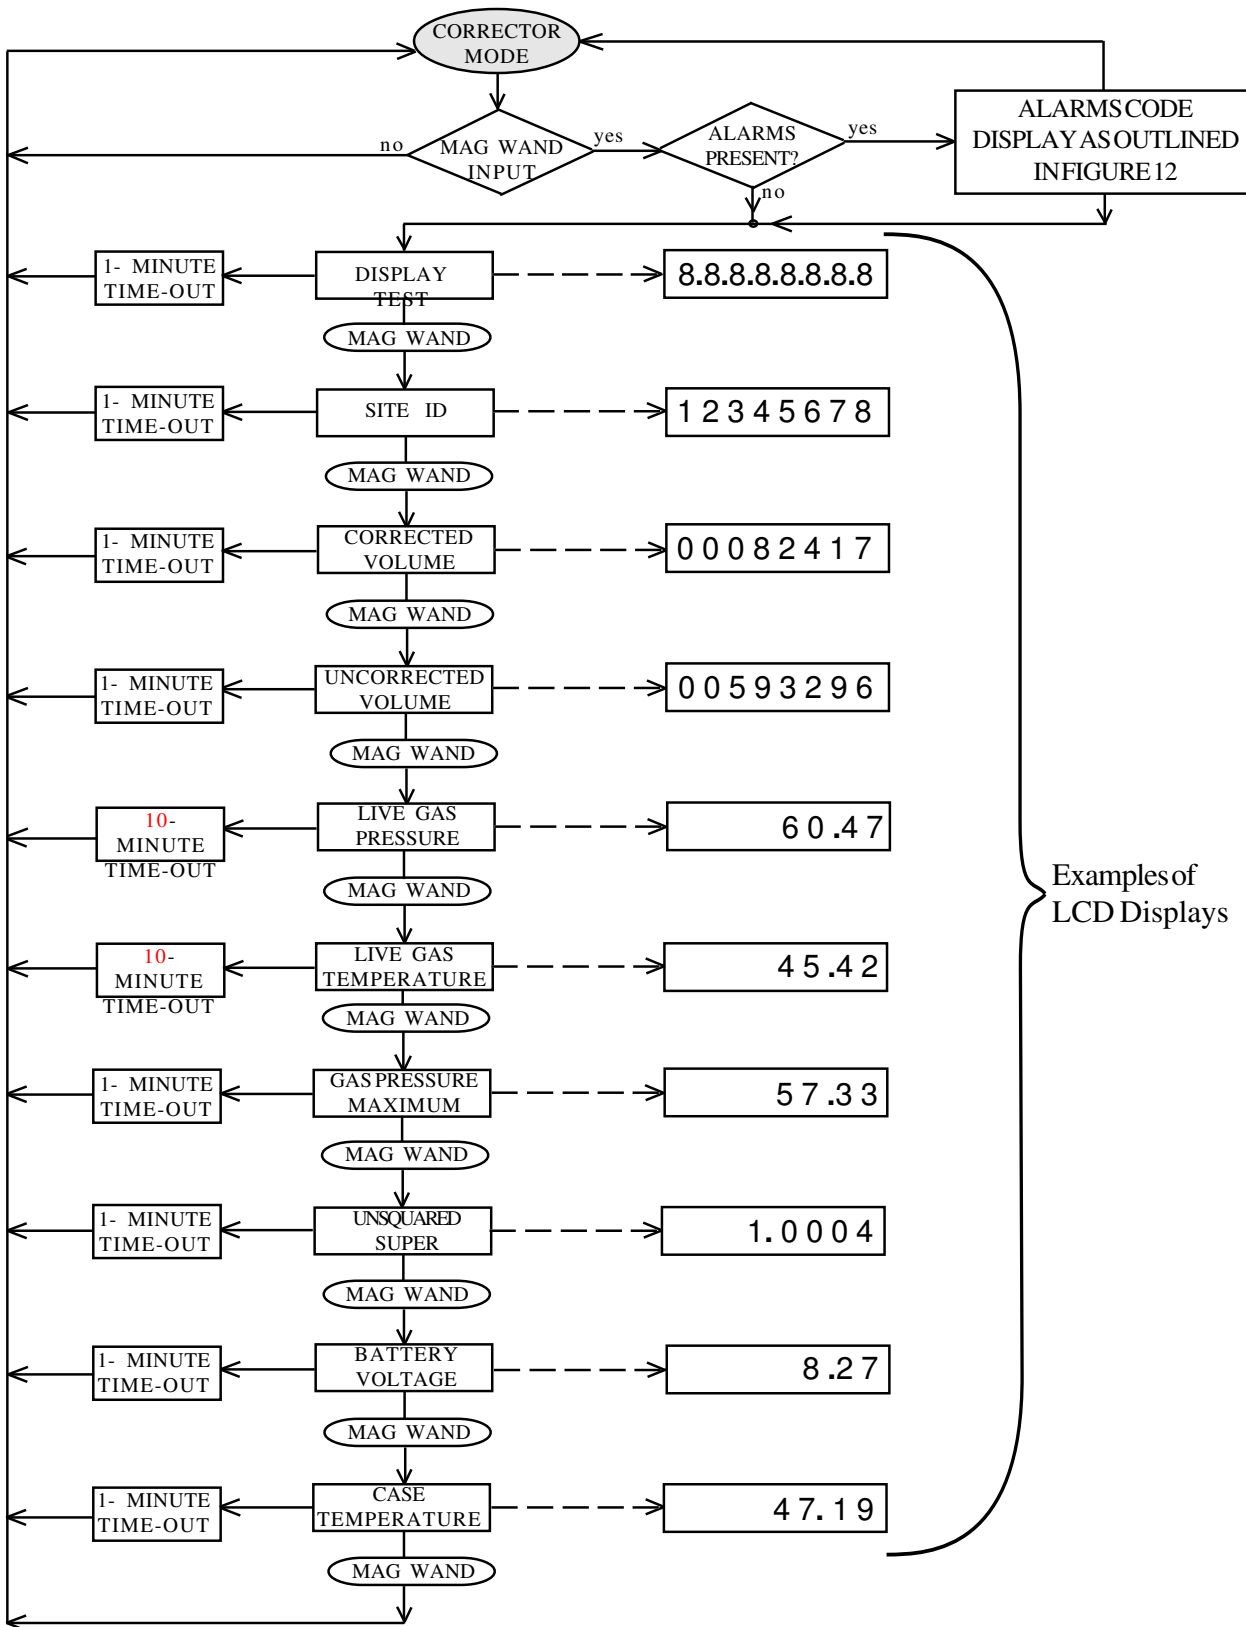 CORRECTOR
MODE
no
MAG WAND
INPUT
yes
ALARMS
PRESENT?
yes
no
ALARMS CODE
DISPLAY AS OUTLINED
IN FIGURE 12
1- MINUTE
TIME-OUT
DISPLAY
TEST
8.8.8.8.8.8.8.8
MAG WAND
1- MINUTE
TIME-OUT
SITE ID
1 2 3 4 5 6 7 8
MAG WAND
1- MINUTE
TIME-OUT
CORRECTED
VOLUME
0 0 0 8 2 4 1 7
MAG WAND
1- MINUTE
TIME-OUT
UNCORRECTED
VOLUME
0 0 5 9 3 2 9 6
MAG WAND
10-
MINUTE
TIME-OUT
LIVE GAS
PRESSURE
6 0.4 7
MAG WAND
Examples of
LCD Displays
10-
MINUTE
TIME-OUT
LIVE GAS
TEMPERATURE
4 5.4 2
MAG WAND
1- MINUTE
TIME-OUT
GAS PRESSURE
MAXIMUM
5 7.3 3
MAG WAND
1- MINUTE
TIME-OUT
UNSQUARED
SUPER
1.0 0 0 4
MAG WAND
1- MINUTE
TIME-OUT
BATTERY
VOLTAGE
8.2 7
MAG WAND
1- MINUTE
TIME-OUT
CASE
TEMPERATURE
4 7.1 9
MAG WAND